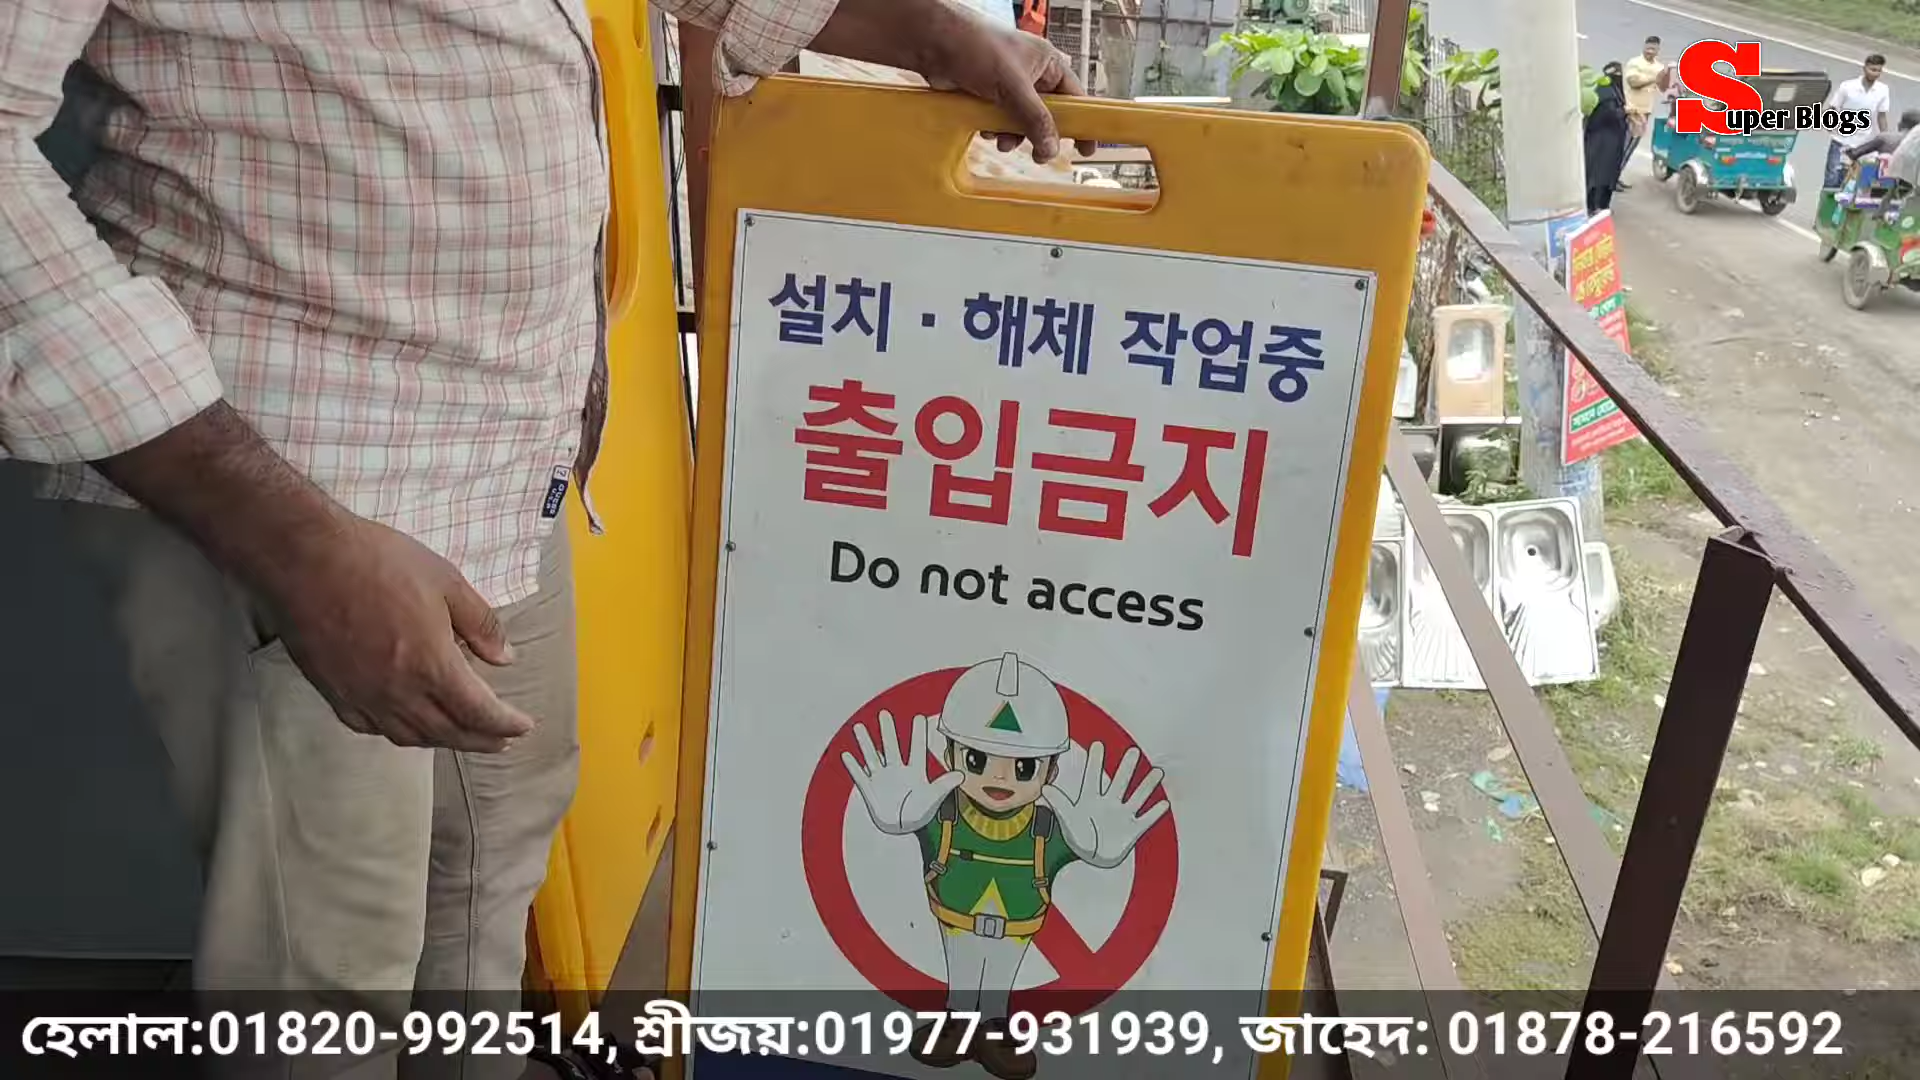 Super Blogs
설치 · 해체 작업중
출입금지
Do not access
হেলাল:01820-992514, শ্রীজয়:01977-931939, জাহেদ: 01878-216592